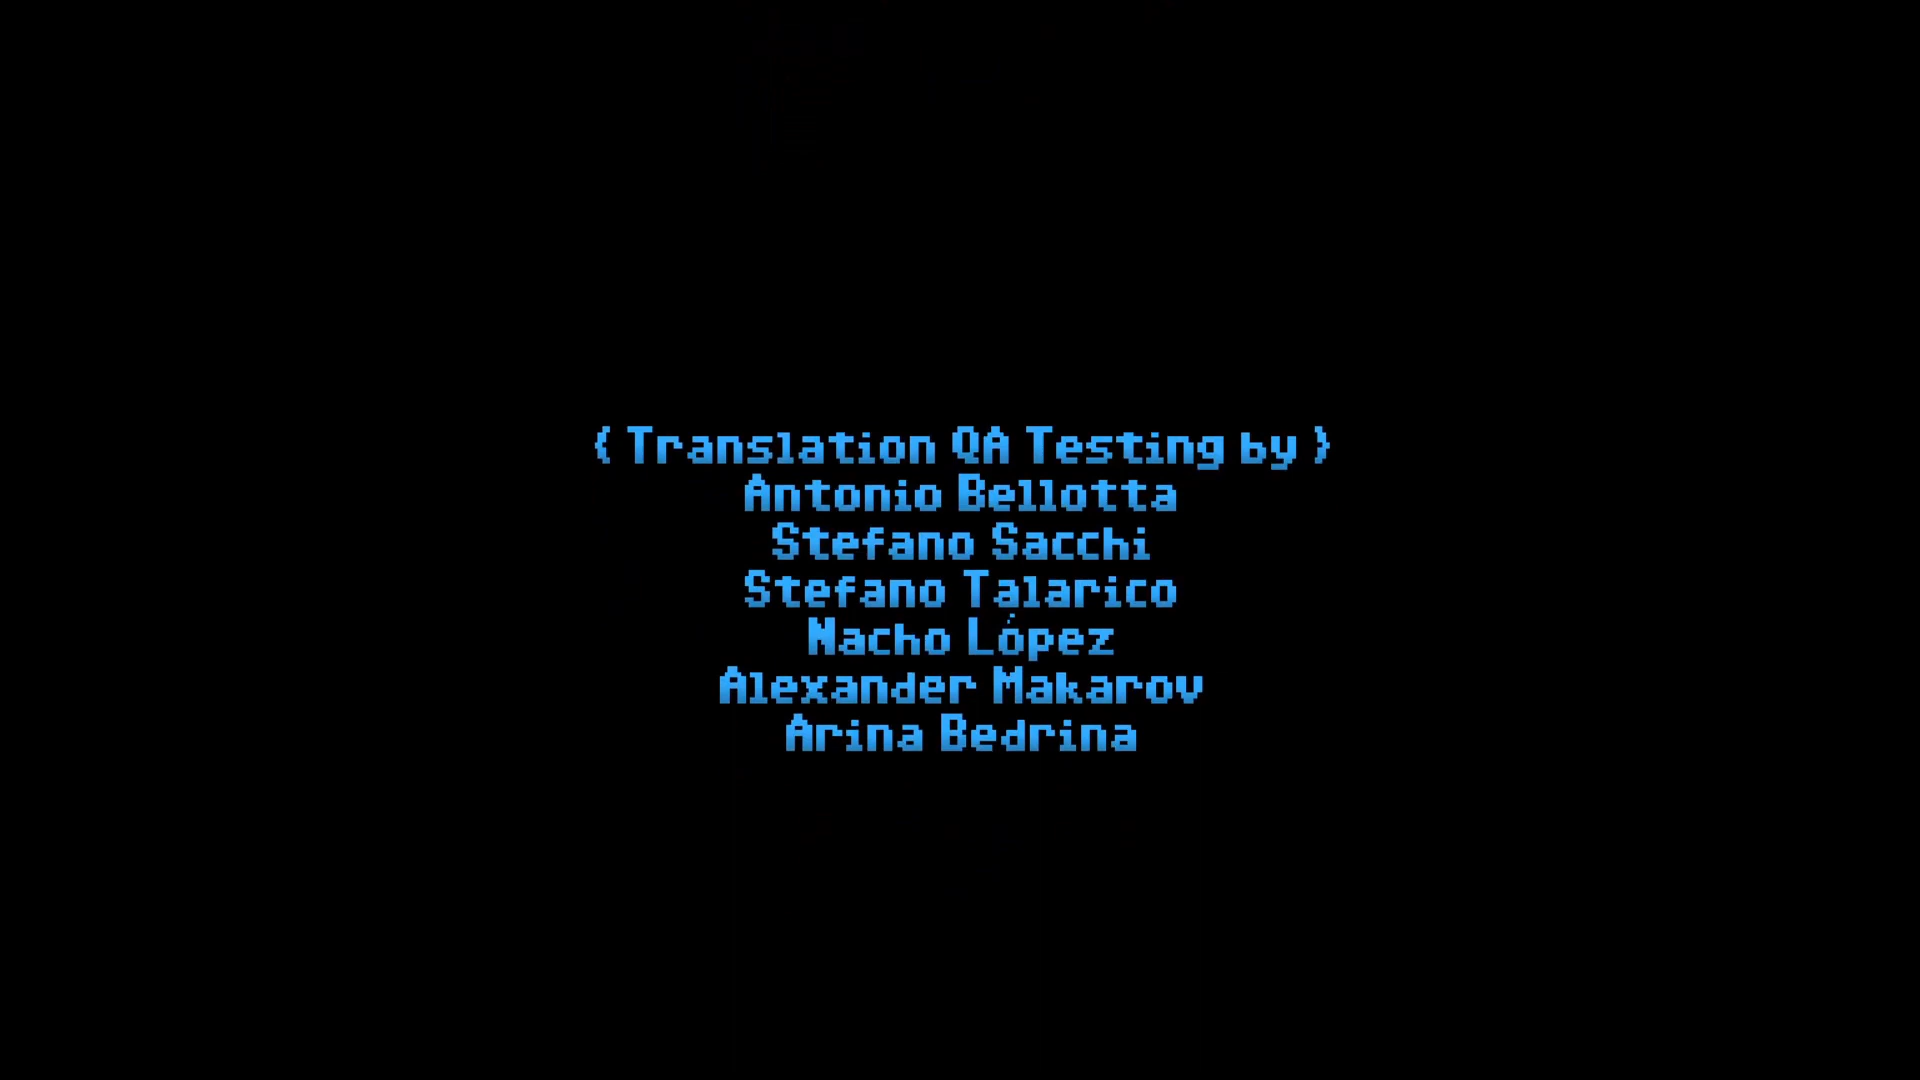 { Translation QA Testing by }
Antonio Bellotta
Stefano Sacchi
Stefano Talarico
Nacho López
Alexander Makarov
Arina Bedrina